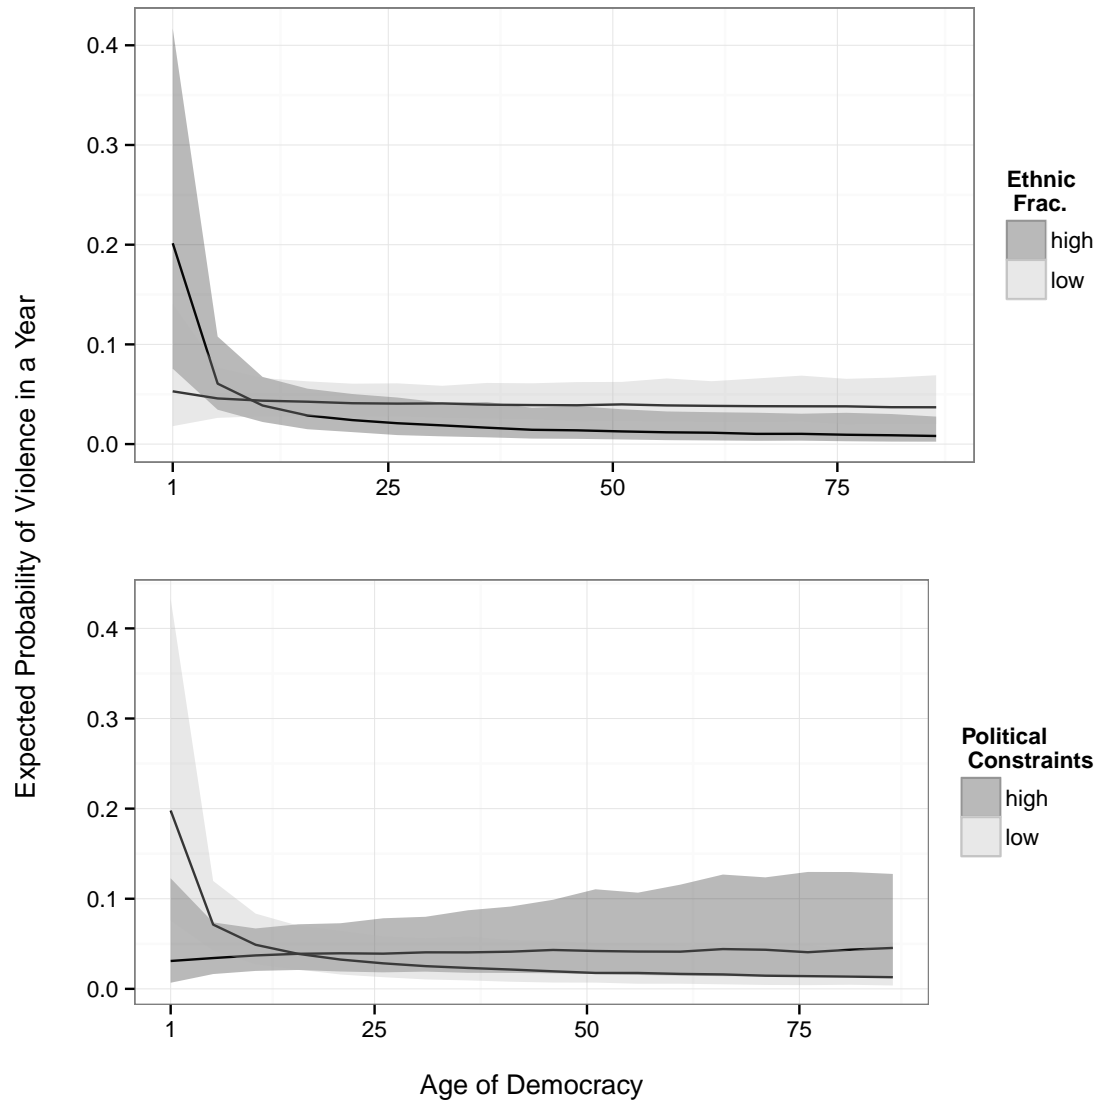 Expected Probability of Violence in a Year
0.4
0.3
0.2
0.1
0.0
1 25 50 75
Ethnic
Frac.
high
low
0.4
0.3
0.2
0.1
0.0
1 25 50 75
Political
Constraints
high
low
Age of Democracy